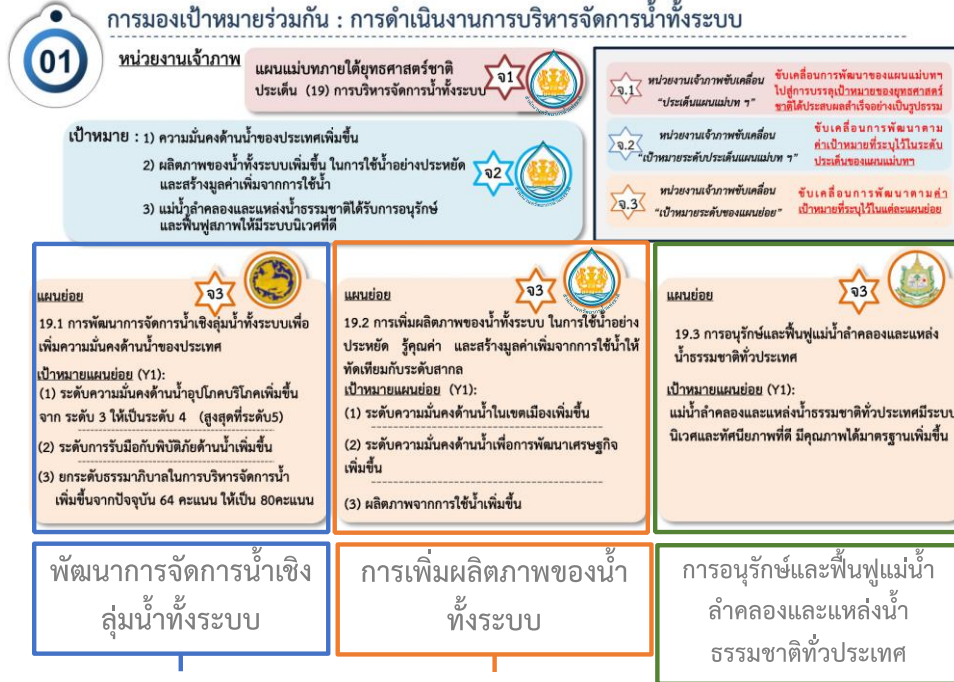 01
การมองเป้าหมายร่วมกัน : การดำเนินงานการบริหารจัดการน้ำทั้งระบบ
หน่วยงานเจ้าภาพ
แผนแม่บทภายใต้ยุทธศาสตร์ชาติ
ประเด็น (19) การบริหารจัดการน้ำทั้งระบบ
จ1
เป้าหมาย : 1) ความมั่นคงด้านน้ำของประเทศเพิ่มขึ้น
2) ผลิตภาพของน้ำทั้งระบบเพิ่มขึ้น ในการใช้น้ำอย่างประหยัด
และสร้างมูลค่าเพิ่มจากการใช้น้ำ
3) แม่น้ำลำคลองและแหล่งน้ำธรรมชาติได้รับการอนุรักษ์
และฟื้นฟูสภาพให้มีระบบนิเวศที่ดี
จ2
จ.1
หน่วยงานเจ้าภาพขับเคลื่อน
"ประเด็นแผนแม่บท ฯ"
ขับเคลื่อนการพัฒนาของแผนแม่บทฯ
ไปสู่การบรรลุเป้าหมายของยุทธศาสตร์
ชาติได้ประสบผลสำเร็จอย่างเป็นรูปธรรม
จ.2
หน่วยงานเจ้าภาพขับเคลื่อน
"เป้าหมายระดับประเด็นแผนแม่บท ฯ"
ขับเคลื่อนการพัฒนาตาม
ค่าเป้าหมายที่ระบุไว้ในระดับ
ประเด็นของแผนแม่บทฯ
จ.3
หน่วยงานเจ้าภาพขับเคลื่อน
"เป้าหมายระดับของแผนย่อย"
ขับเคลื่อนการพัฒนาตามค่า
เป้าหมายที่ระบุไว้ในแต่ละแผนย่อย
แผนย่อย
จ3
19.1 การพัฒนาการจัดการน้ำเชิงลุ่มน้ำทั้งระบบเพื่อ
เพิ่มความมั่นคงด้านน้ำของประเทศ
เป้าหมายแผนย่อย (Y1):
(1) ระดับความมั่นคงด้านน้ำอุปโภคบริโภคเพิ่มขึ้น
จาก ระดับ 3 ให้เป็นระดับ 4 (สูงสุดที่ระดับ5)
(2) ระดับการรับมือกับพิบัติภัยด้านน้ำเพิ่มขึ้น
(3) ยกระดับธรรมาภิบาลในการบริหารจัดการน้ำ
เพิ่มขึ้นจากปัจจุบัน 64 คะแนน ให้เป็น 80คะแนน
แผนย่อย
จ3
19.2 การเพิ่มผลิตภาพของน้ำทั้งระบบ ในการใช้น้ำอย่าง
ประหยัด รู้คุณค่า และสร้างมูลค่าเพิ่มจากการใช้น้ำให้
ทัดเทียมกับระดับสากล
เป้าหมายแผนย่อย (Y1):
(1) ระดับความมั่นคงด้านน้ำในเขตเมืองเพิ่มขึ้น
(2) ระดับความมั่นคงด้านน้ำเพื่อการพัฒนาเศรษฐกิจ
เพิ่มขึ้น
(3) ผลิตภาพจากการใช้น้ำเพิ่มขึ้น
แผนย่อย
จ3
19.3 การอนุรักษ์และฟื้นฟูแม่น้ำลำคลองและแหล่ง
น้ำธรรมชาติทั่วประเทศ
เป้าหมายแผนย่อย (Y1):
แม่น้ำลำคลองและแหล่งน้ำธรรมชาติทั่วประเทศมีระบบ
นิเวศและทัศนียภาพที่ดี มีคุณภาพได้มาตรฐานเพิ่มขึ้น
พัฒนาการจัดการน้ำเชิง
ลุ่มน้ำทั้งระบบ
การเพิ่มผลิตภาพของน้ำ
ทั้งระบบ
การอนุรักษ์และฟื้นฟูแม่น้ำ
ลำคลองและแหล่งน้ำ
ธรรมชาติทั่วประเทศ